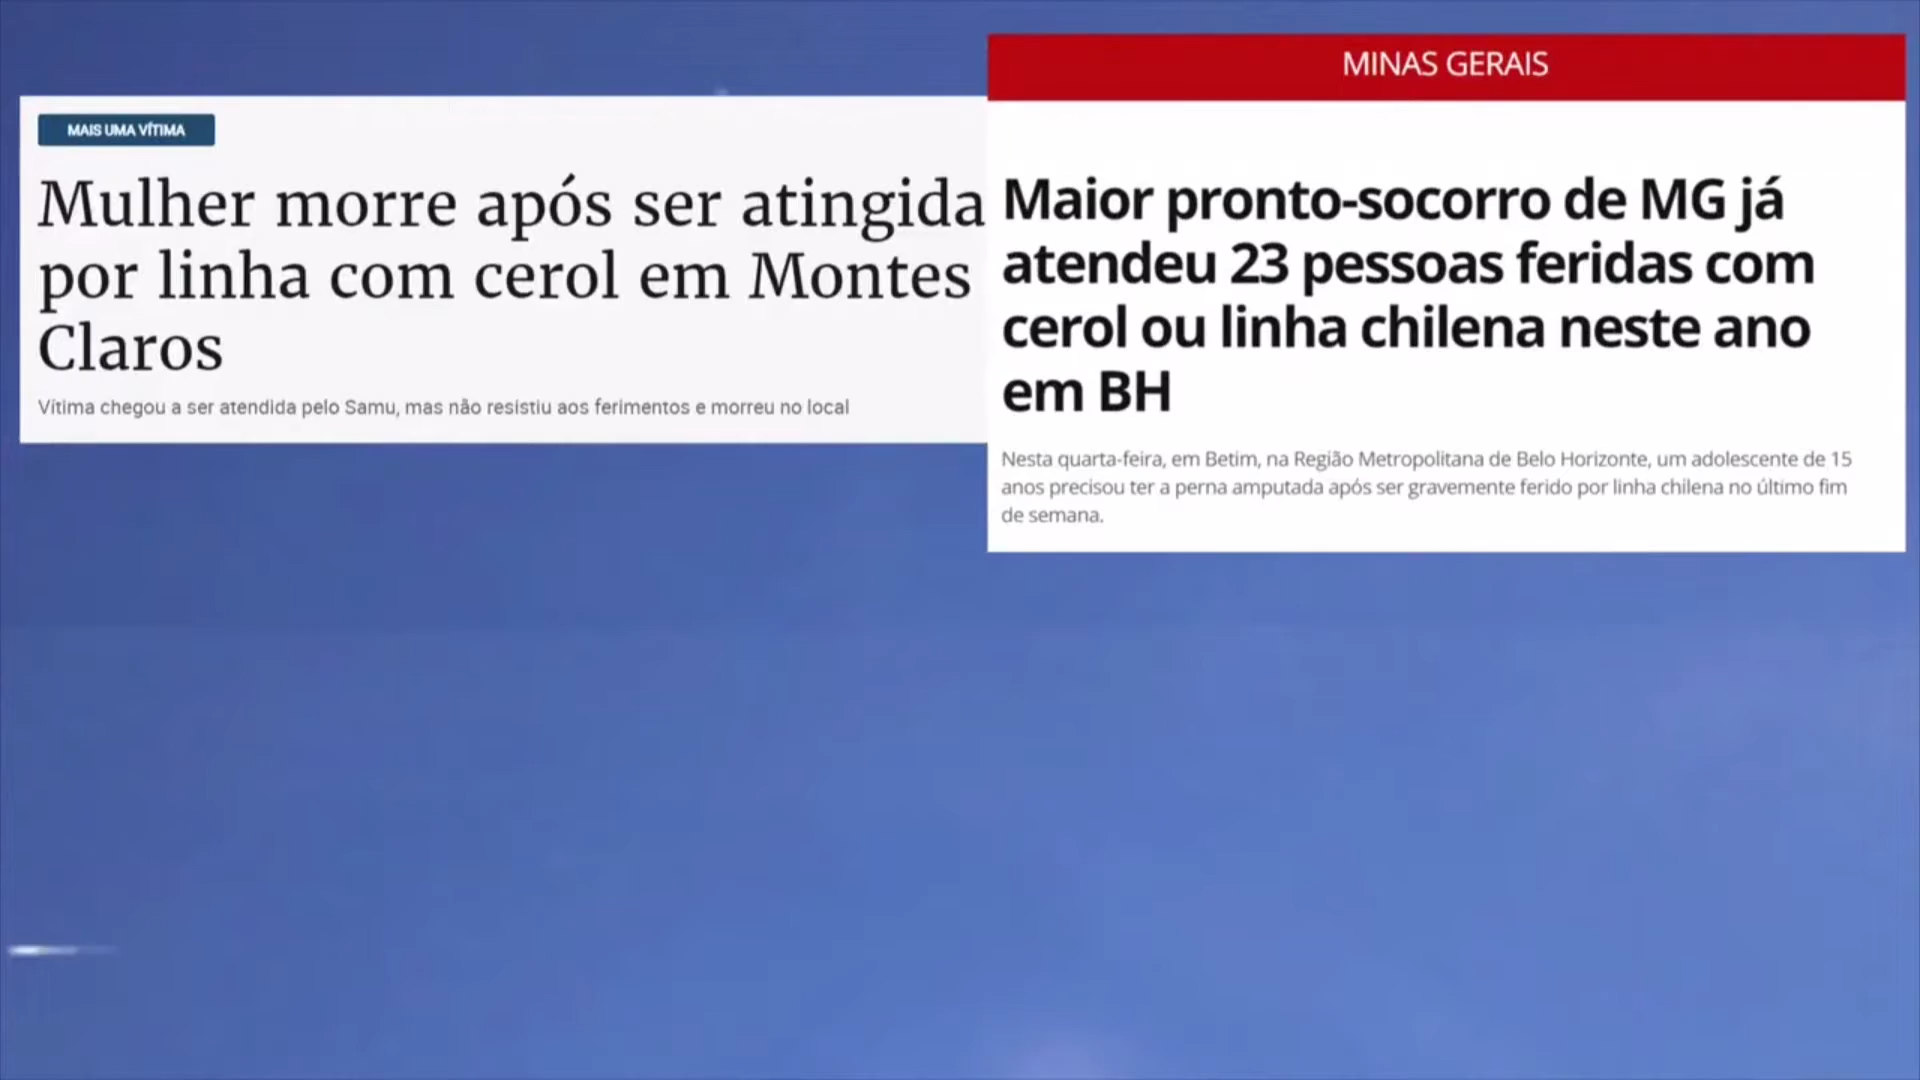 MAIS UMA VÍTIMA
Mulher morre após ser atingida
por linha com cerol em Montes
Claros
Vítima chegou a ser atendida pelo Samu, mas não resistiu aos ferimentos e morreu no local
MINAS GERAIS
Maior pronto-socorro de MG já
atendeu 23 pessoas feridas com
cerol ou linha chilena neste ano
em BH
Nesta quarta-feira, em Betim, na Região Metropolitana de Belo Horizonte, um adolescente de 15
anos precisou ter a perna amputada após ser gravemente ferido por linha chilena no último fim
de semana.